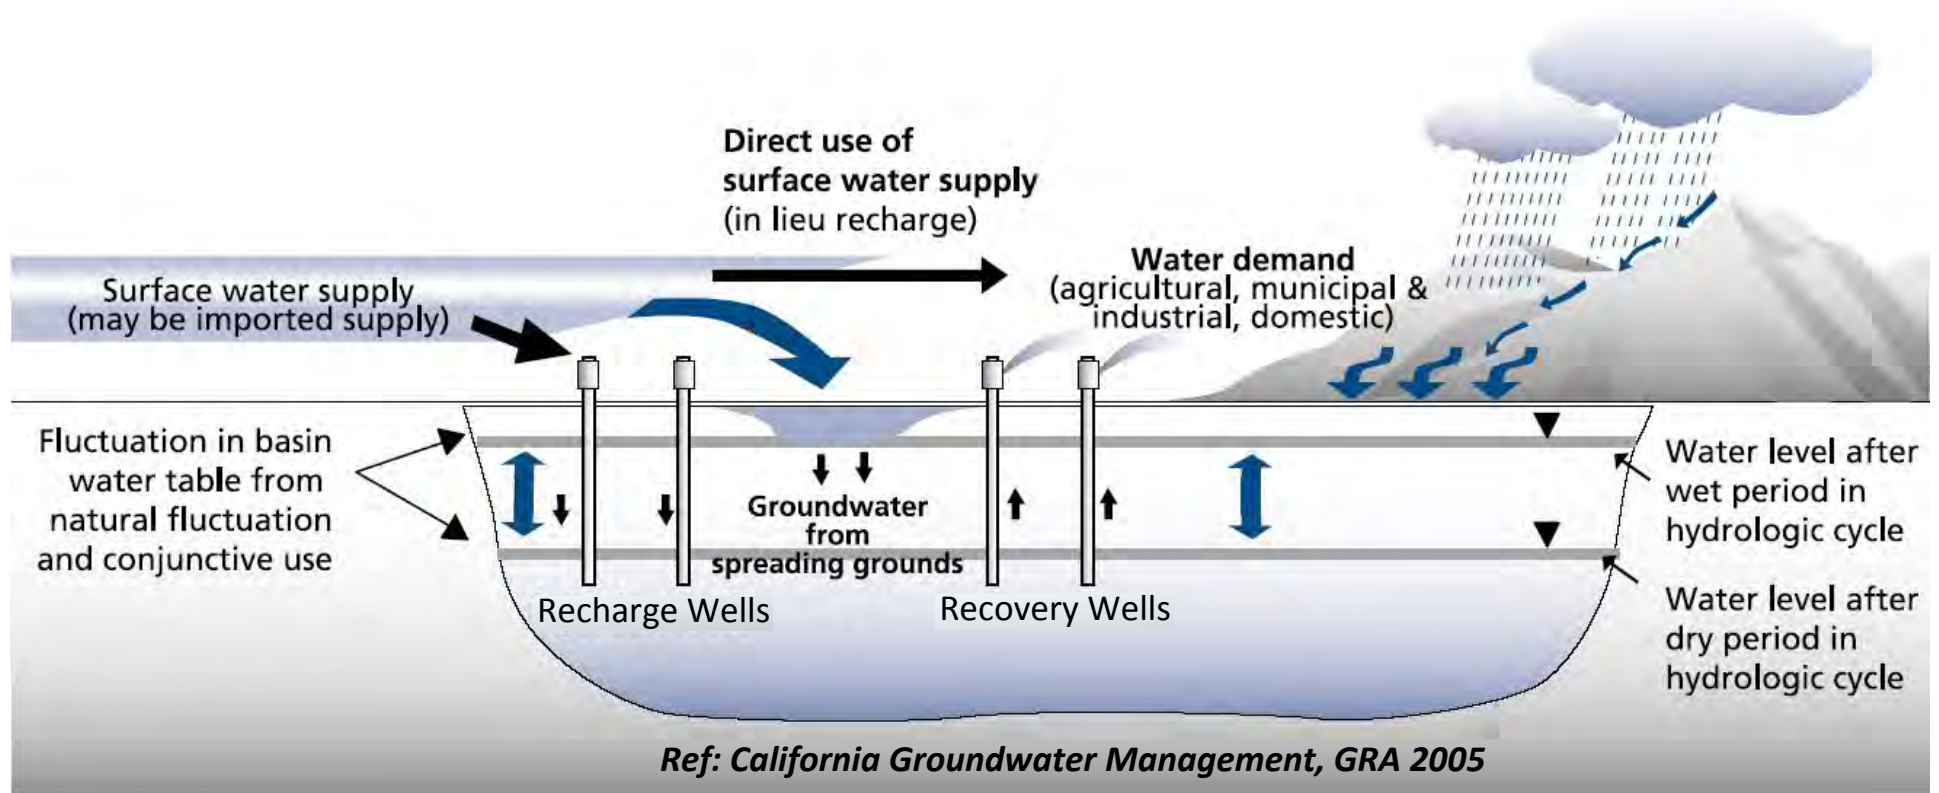 Direct use of
surface water supply
(in lieu recharge)
Surface water supply
(may be imported supply)
Water demand
(agricultural, municipal &
industrial, domestic)
Fluctuation in basin
water table from
natural fluctuation
and conjunctive use
Groundwater
from
spreading grounds
Recharge Wells
Recovery Wells
Water level after
wet period in
hydrologic cycle
Water level after
dry period in
hydrologic cycle
Ref: California Groundwater Management, GRA 2005